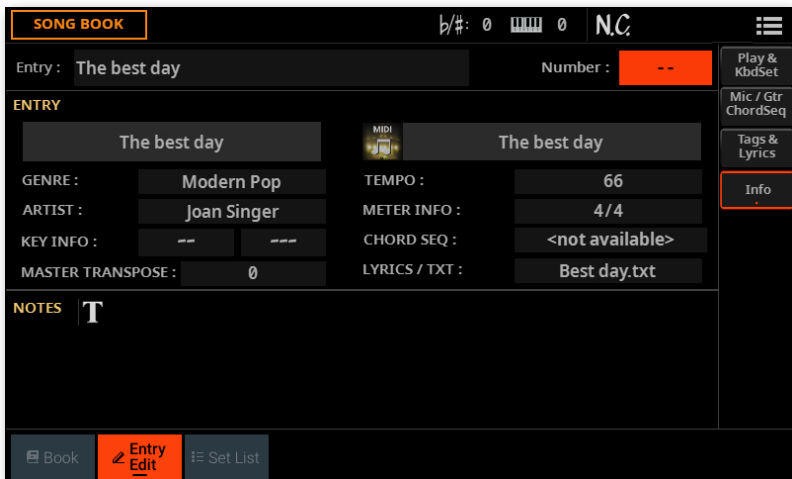 SONG BOOK
♭/#: 0 0 N.C.
Entry : The best day Number : --
Play & KbdSet
ENTRY
Mic / Gtr ChordSeq
The best day MIDI The best day
Tags & Lyrics
GENRE : Modern Pop TEMPO : 66
Info
ARTIST : Joan Singer METER INFO : 4/4
KEY INFO : -- --- CHORD SEQ : <not available>
MASTER TRANSPOSE : 0 LYRICS / TXT : Best day.txt
NOTES T
Book Entry Edit Set List